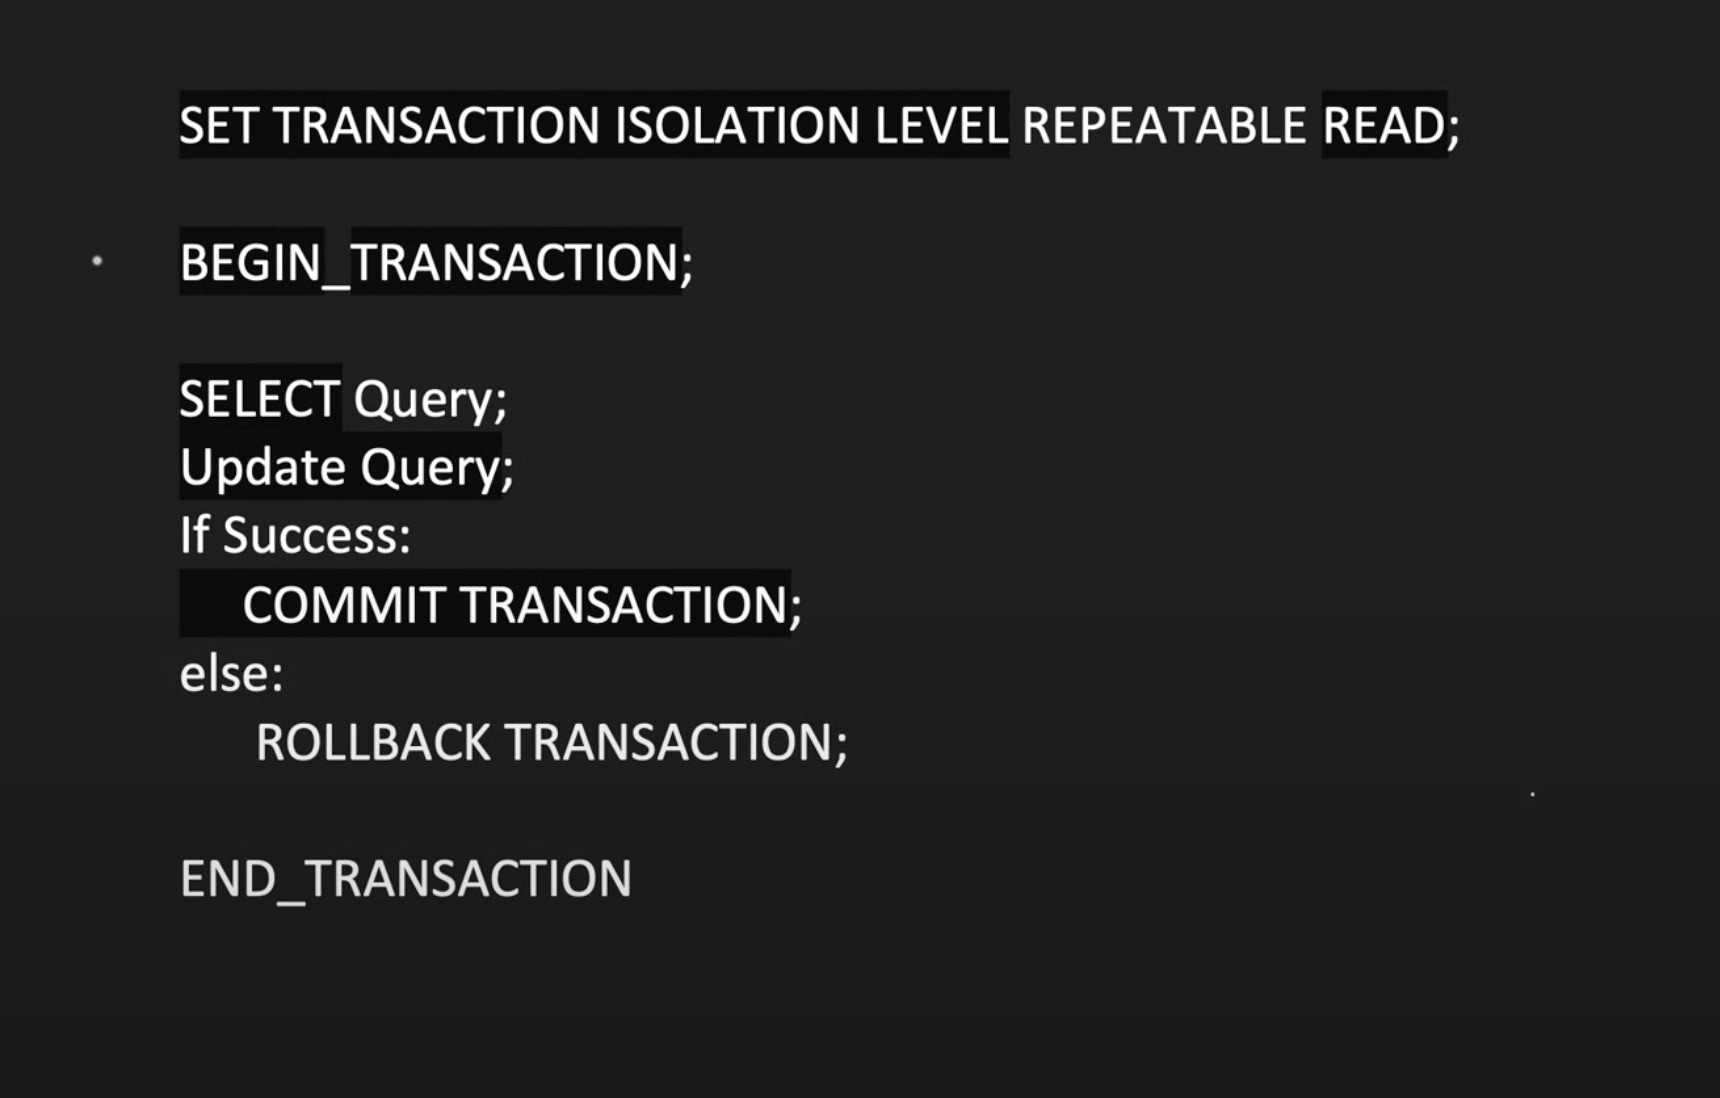 SET TRANSACTION ISOLATION LEVEL REPEATABLE READ;
BEGIN_TRANSACTION;
SELECT Query;
Update Query;
If Success:
COMMIT TRANSACTION;
else:
ROLLBACK TRANSACTION;
END_TRANSACTION